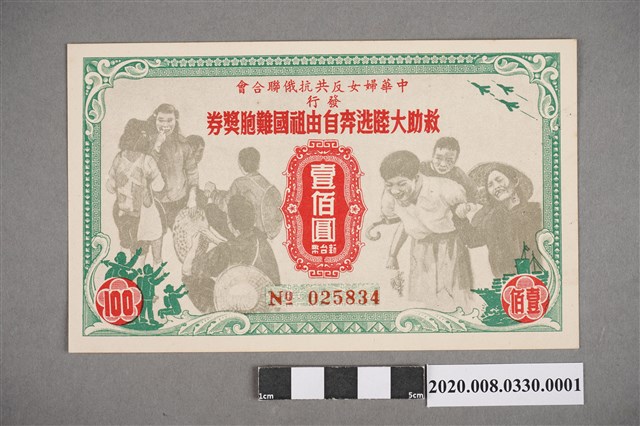 中華婦女反共抗俄聯合會
發行
救助大陸逃奔自由祖國難胞獎券
壹佰圓
新台幣
Nº 025834
100
壹佰
1cm
5cm
2020.008.0330.0001